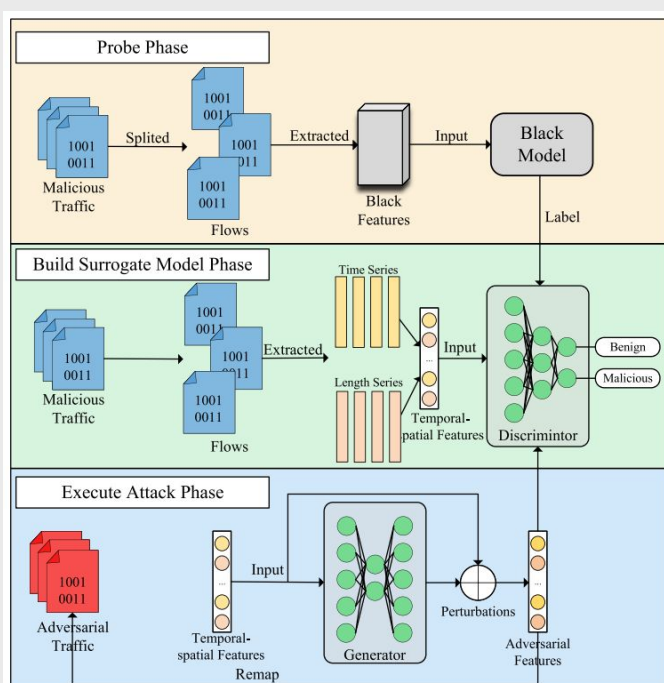 Probe Phase
1001
0011
Malicious
Traffic
Splited
1001
0011
1001
0011
1001
0011
Flows
Extracted
Black
Features
Input
Black
Model
Label
Build Surrogate Model Phase
1001
0011
Malicious
Traffic
1001
0011
1001
0011
1001
0011
Flows
Extracted
Time Series
Length Series
...
Temporal-
spatial Features
Input
Discrimintor
Benign
Malicious
Execute Attack Phase
1001
0011
Adversarial
Traffic
...
Temporal-
spatial Features
Input
Generator
Perturbations
...
Adversarial
Features
Remap